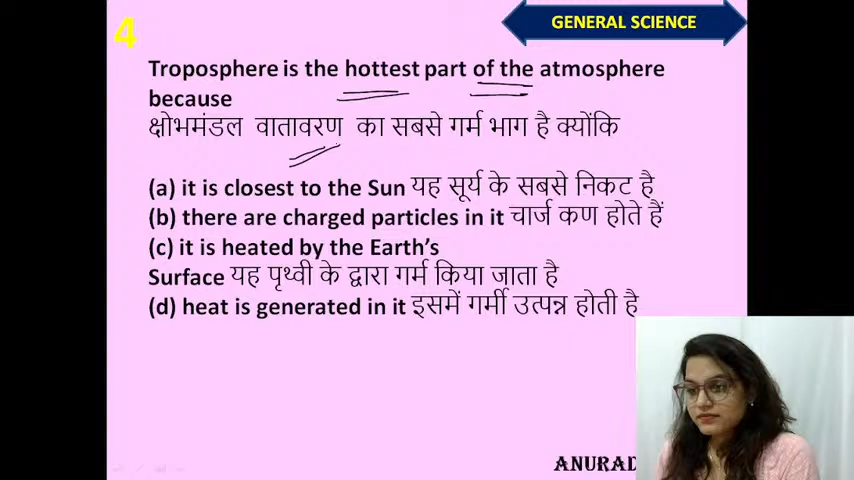 4
GENERAL SCIENCE
Troposphere is the hottest part of the atmosphere
because
क्षोभमंडल वातावरण का सबसे गर्म भाग है क्योंकि
(a) it is closest to the Sun यह सूर्य के सबसे निकट है
(b) there are charged particles in it चार्ज कण होते हैं
(c) it is heated by the Earth's
Surface यह पृथ्वी के द्वारा गर्म किया जाता है
(d) heat is generated in it इसमें गर्मी उत्पन्न होती है
ANURAD